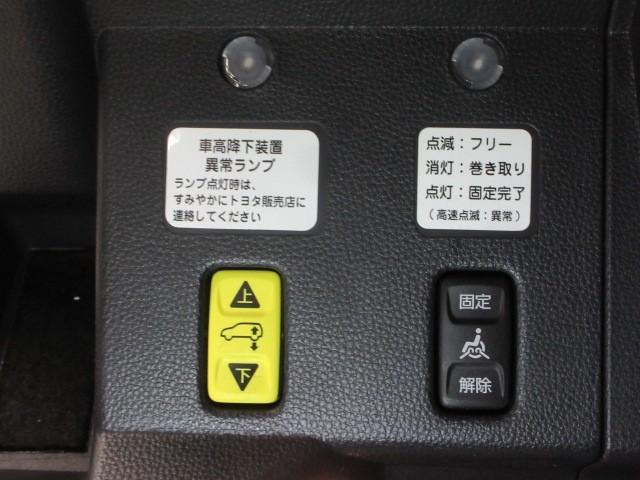 車高降下装置
異常ランプ
ランプ点灯時は、
すみやかにトヨタ販売店に
連絡してください
点滅：フリー
消灯：巻き取り
点灯：固定完了
（高速点滅：異常）
上
下
固定
解除